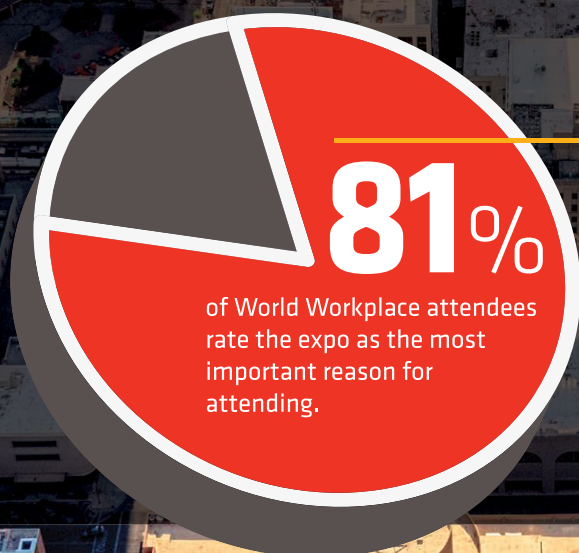 81%
of World Workplace attendees
rate the expo as the most
important reason for
attending.